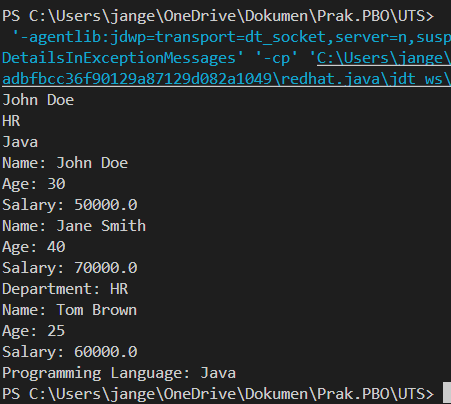 PS C:\Users\jange\OneDrive\Dokumen\Prak.PBO\UTS>
'-agentlib:jdwp=transport=dt_socket,server=n,susp
DetailsInExceptionMessages' '-cp' 'C:\Users\jange\
adbfbcc36f90129a87129d082a1049\redhat.java\jdt_ws\
John Doe
HR
Java
Name: John Doe
Age: 30
Salary: 50000.0
Name: Jane Smith
Age: 40
Salary: 70000.0
Department: HR
Name: Tom Brown
Age: 25
Salary: 60000.0
Programming Language: Java
PS C:\Users\jange\OneDrive\Dokumen\Prak.PBO\UTS>